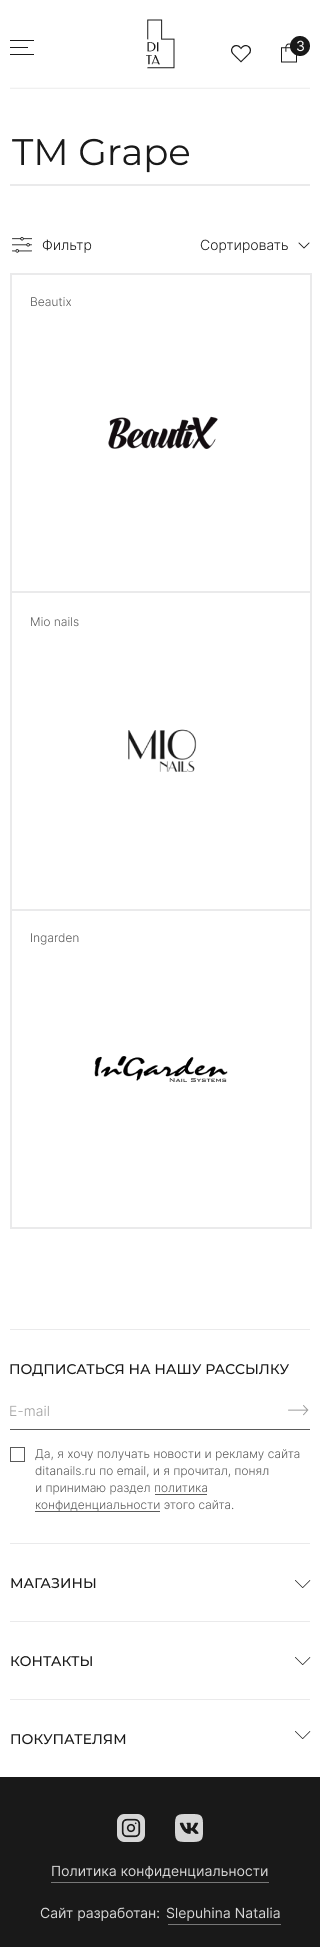 DI
TA
3
TM Grape
Фильтр
Сортировать
Beautix
BeautiX
Mio nails
MIO
NAILS
Ingarden
In'Garden
NAIL SYSTEMS
ПОДПИСАТЬСЯ НА НАШУ РАССЫЛКУ
E-mail
Да, я хочу получать новости и рекламу сайта
ditanails.ru по email, и я прочитал, понял
и принимаю раздел политика
конфиденциальности этого сайта.
МАГАЗИНЫ
КОНТАКТЫ
ПОКУПАТЕЛЯМ
Политика конфиденциальности
Сайт разработан: Slepuhina Natalia